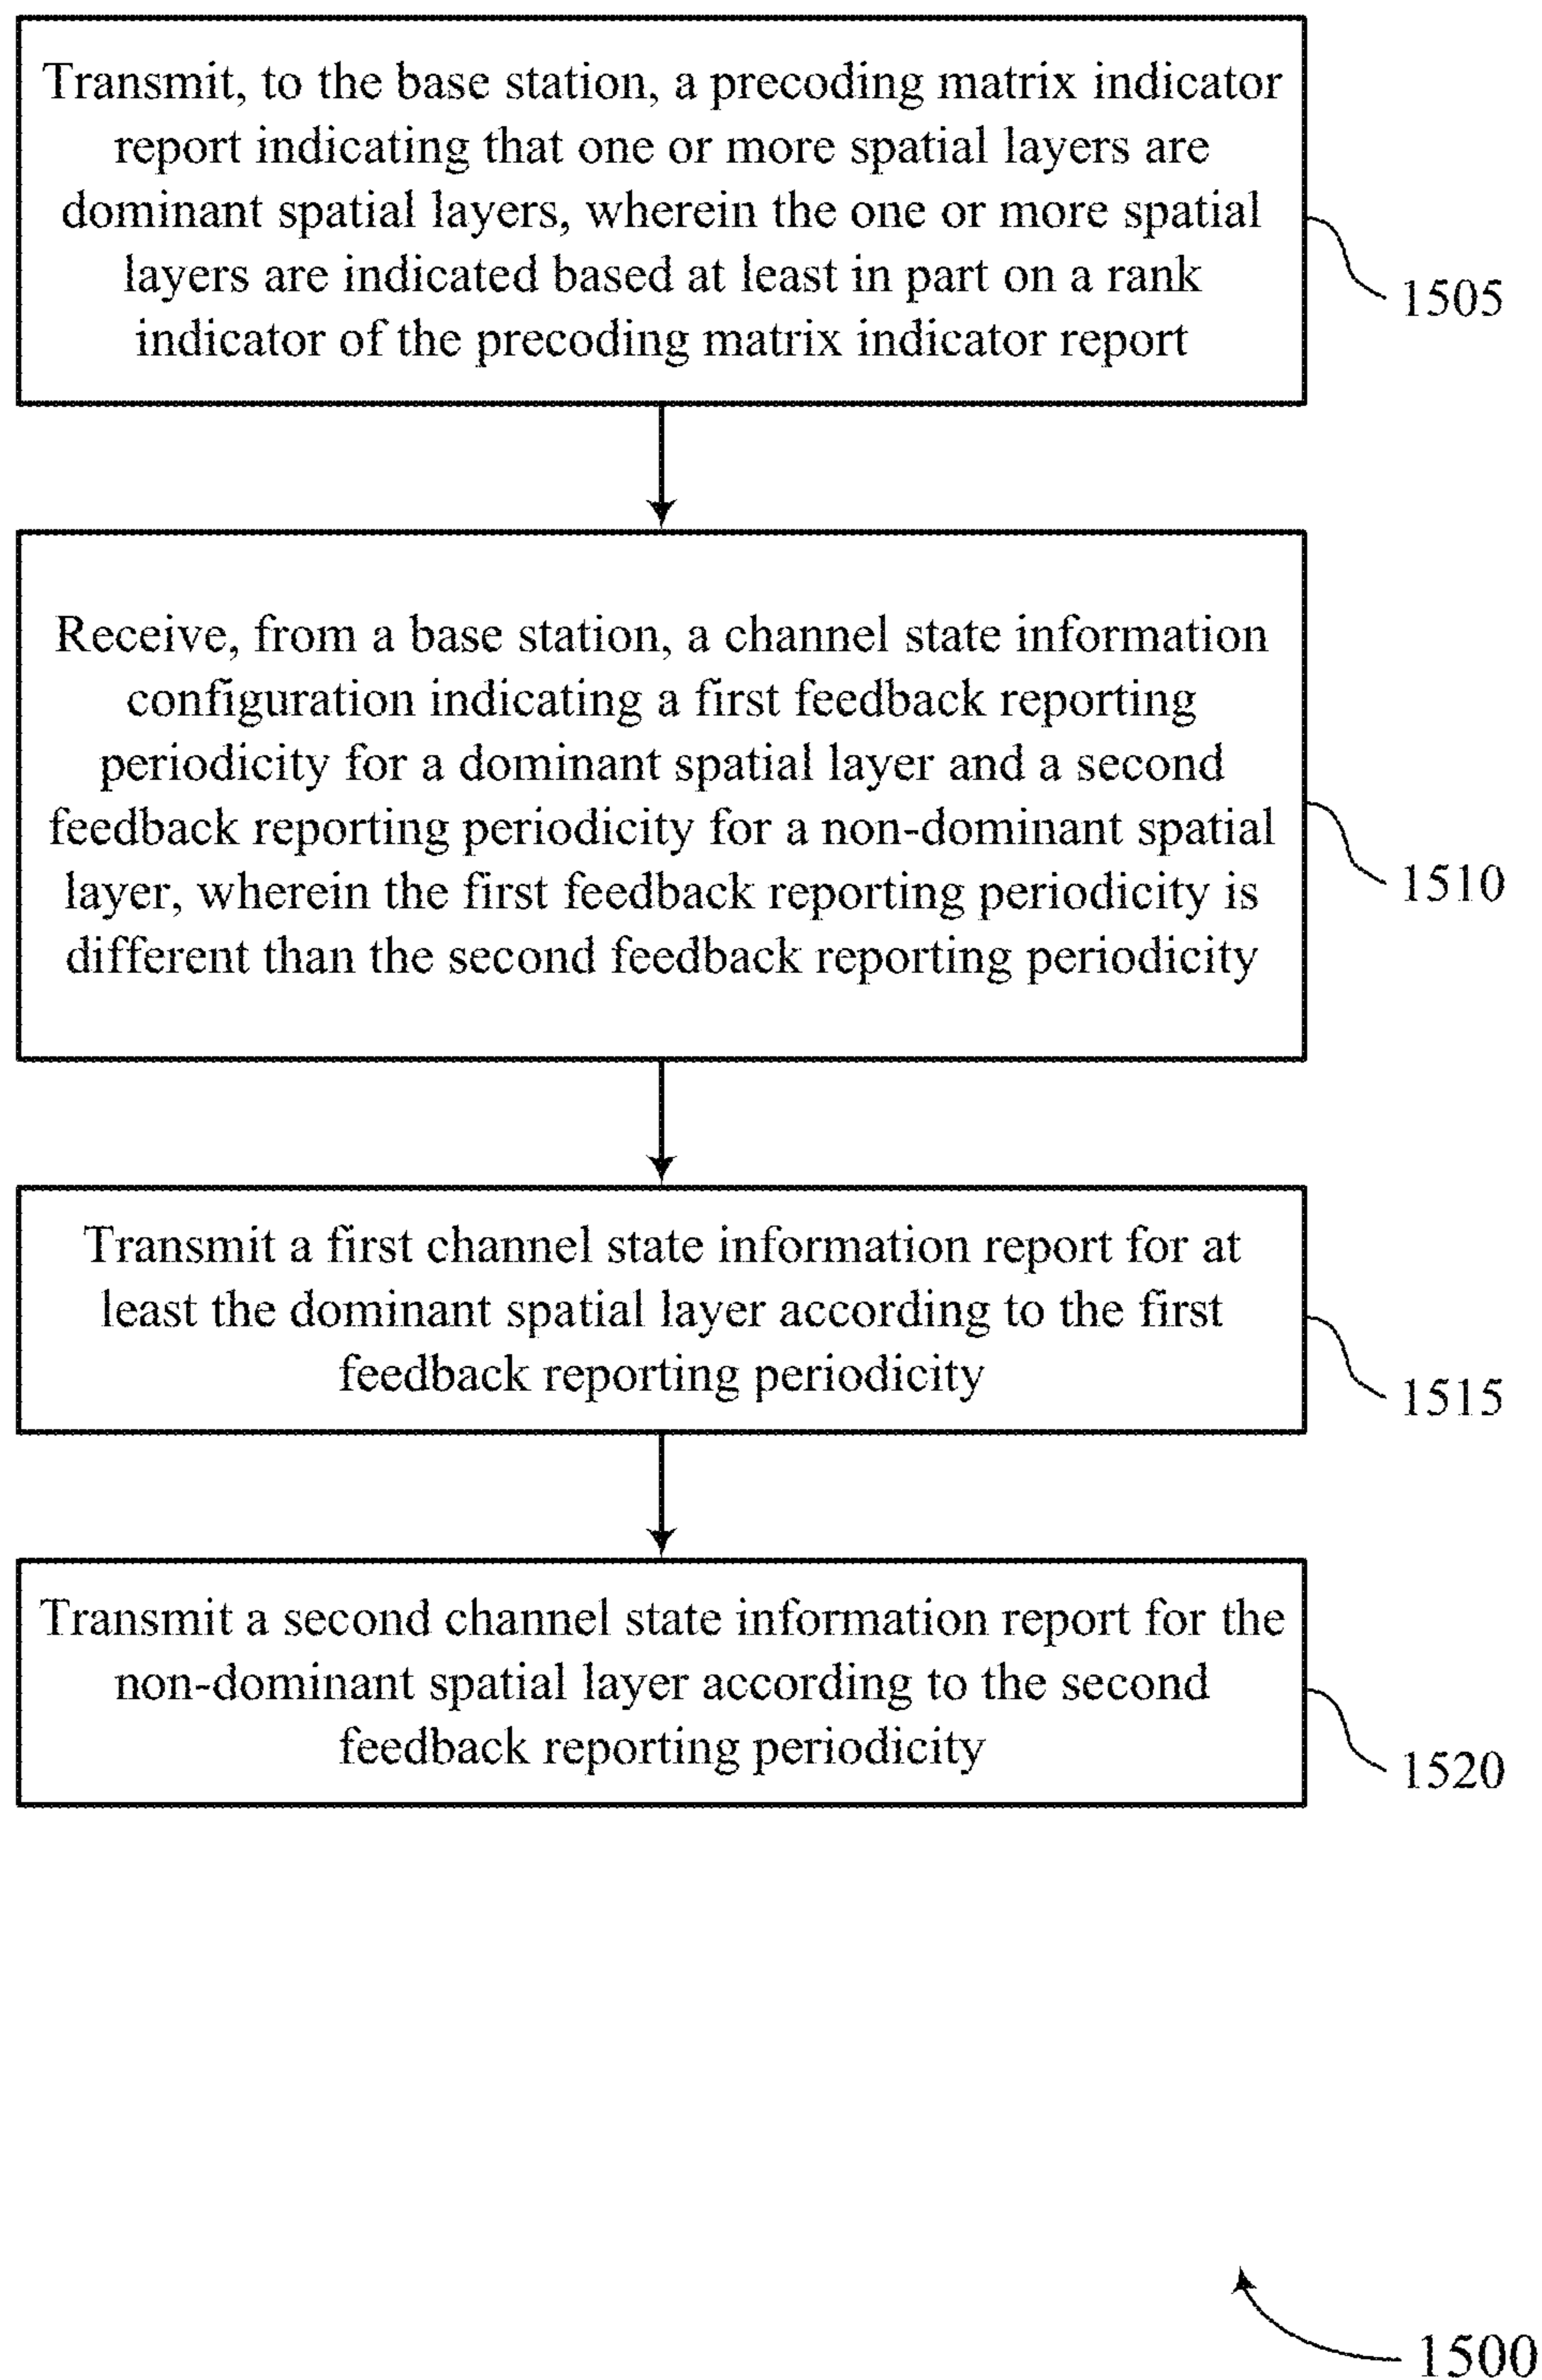 Transmit, to the base station, a precoding matrix indicator
report indicating that one or more spatial layers are
dominant spatial layers, wherein the one or more spatial
layers are indicated based at least in part on a rank
indicator of the precoding matrix indicator report
1505
Receive, from a base station, a channel state information
configuration indicating a first feedback reporting
periodicity for a dominant spatial layer and a second
feedback reporting periodicity for a non-dominant spatial
layer, wherein the first feedback reporting periodicity is
different than the second feedback reporting periodicity
1510
Transmit a first channel state information report for at
least the dominant spatial layer according to the first
feedback reporting periodicity
1515
Transmit a second channel state information report for the
non-dominant spatial layer according to the second
feedback reporting periodicity
1520
1500